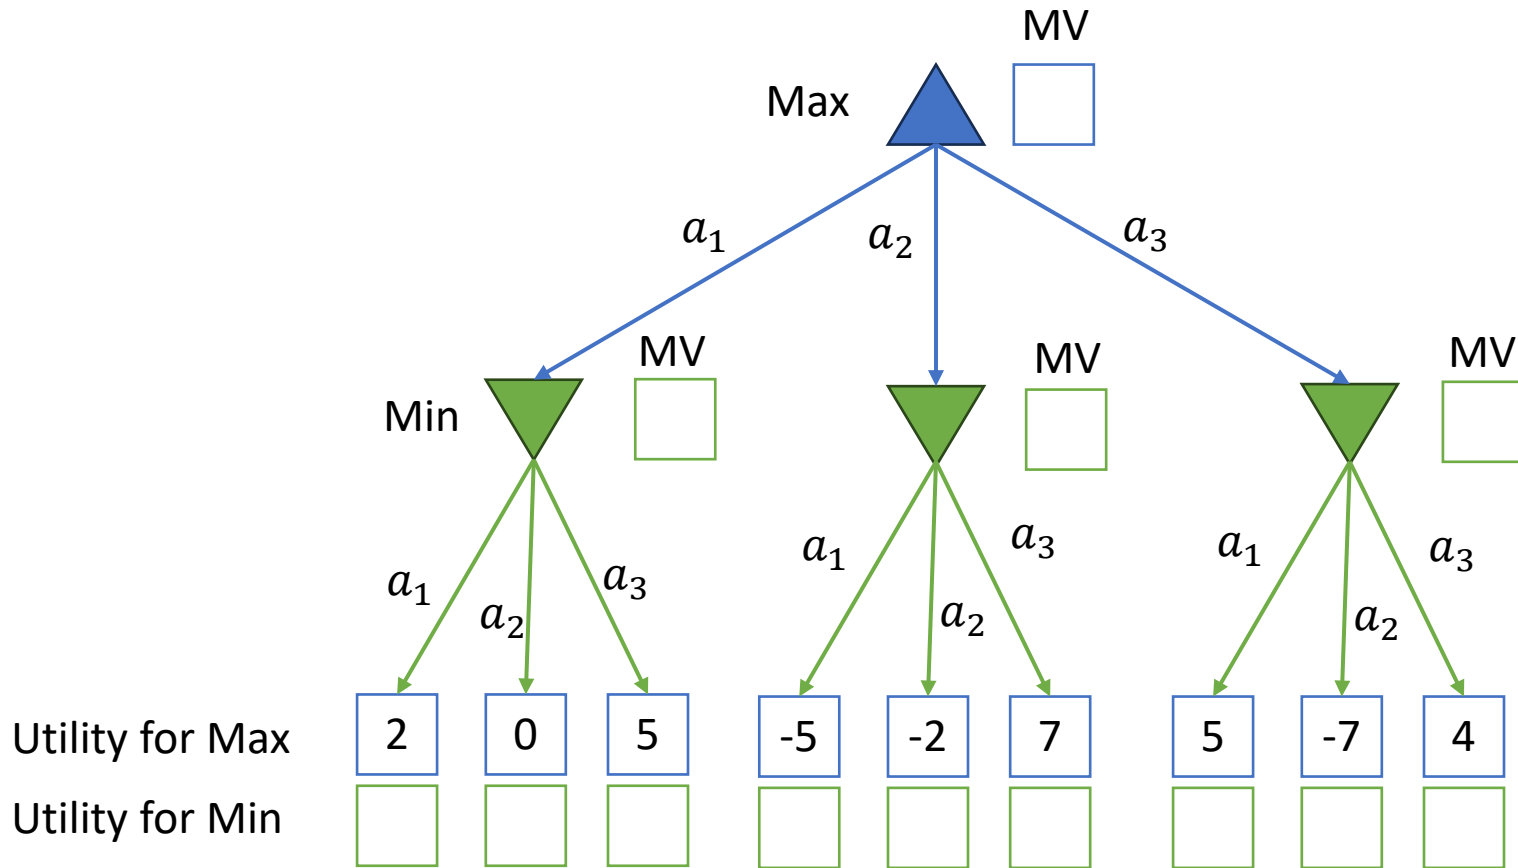 MV
Max
a₁ a₂ a₃
MV MV MV
Min
a₁ a₂ a₃ a₁ a₂ a₃ a₁ a₂ a₃
Utility for Max 2 0 5 -5 -2 7 5 -7 4
Utility for Min